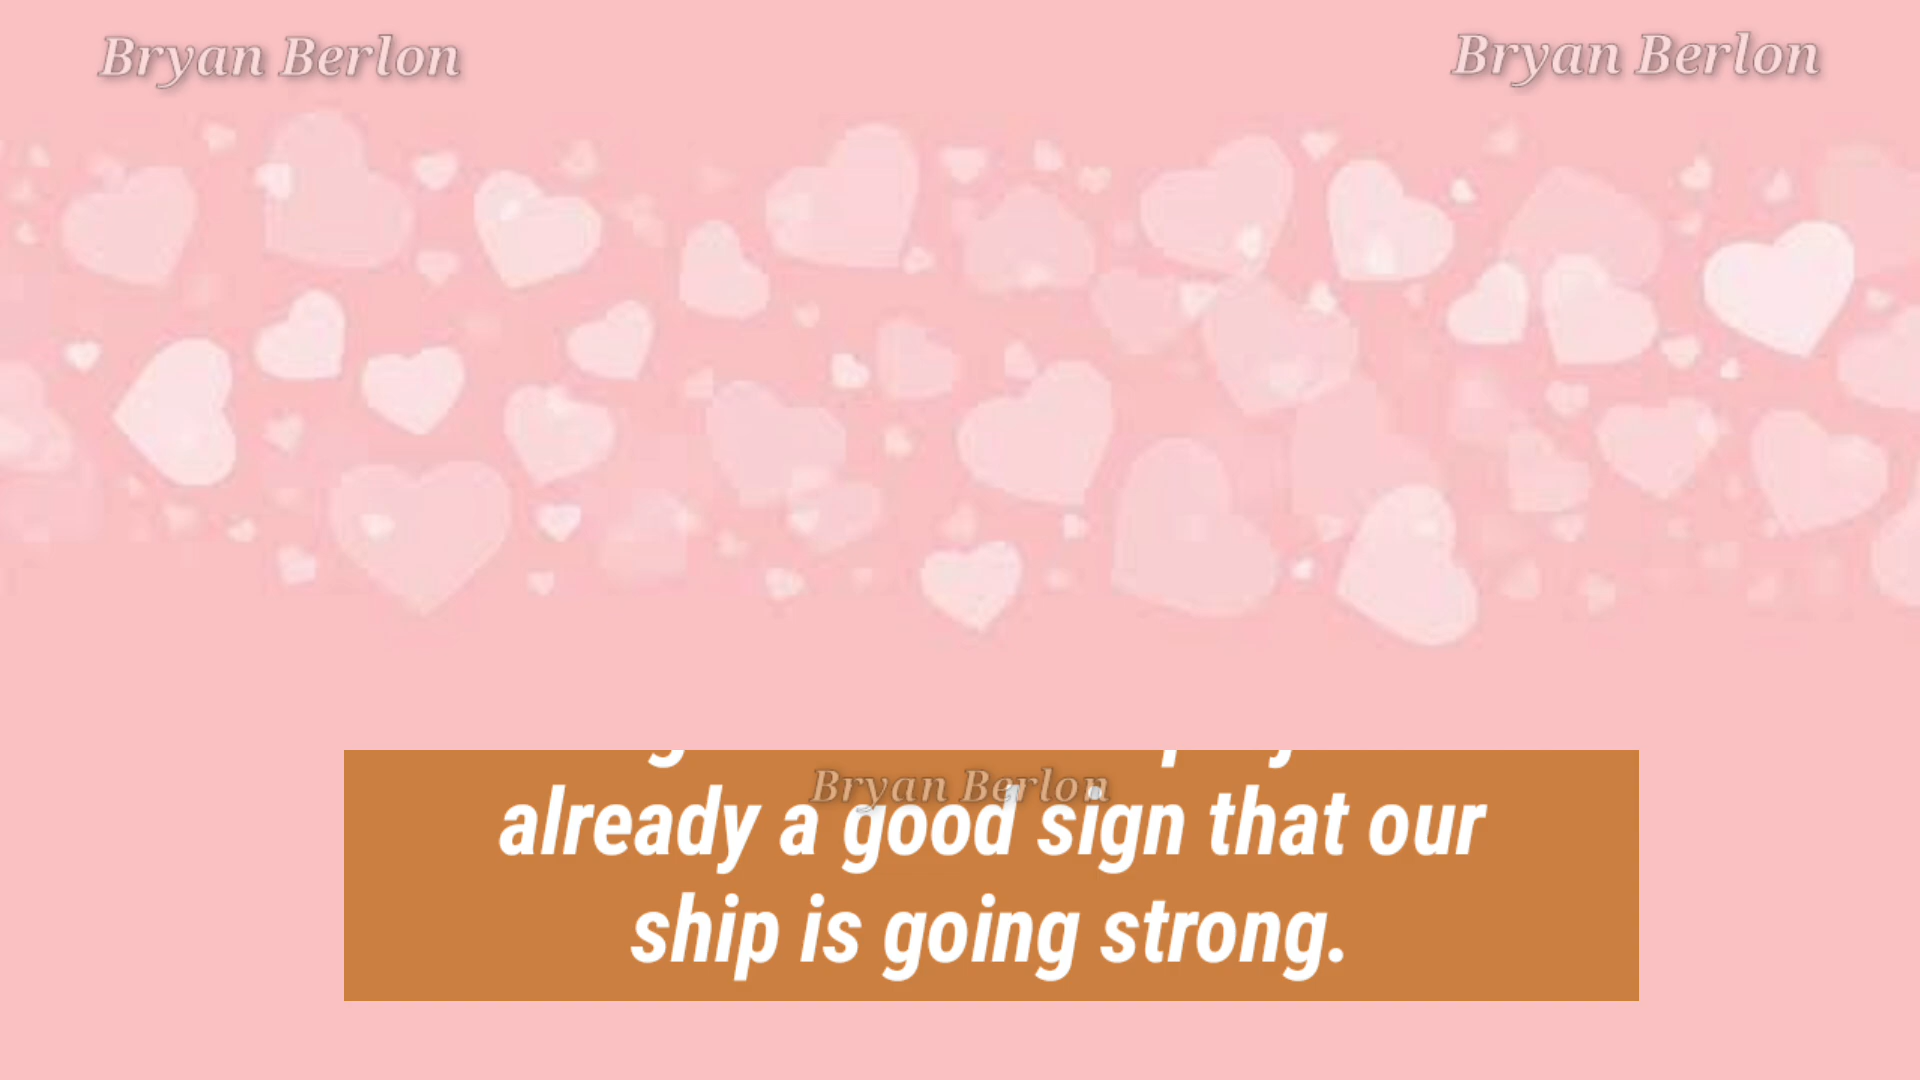 Bryan Berlon
Bryan Berlon
Bryan Berlon
already a good sign that our
ship is going strong.